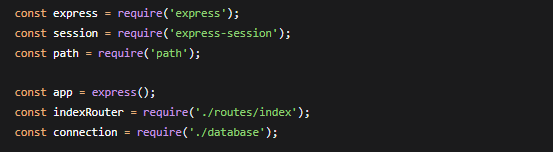 const express = require('express');
const session = require('express-session');
const path = require('path');
const app = express();
const indexRouter = require('./routes/index');
const connection = require('./database');